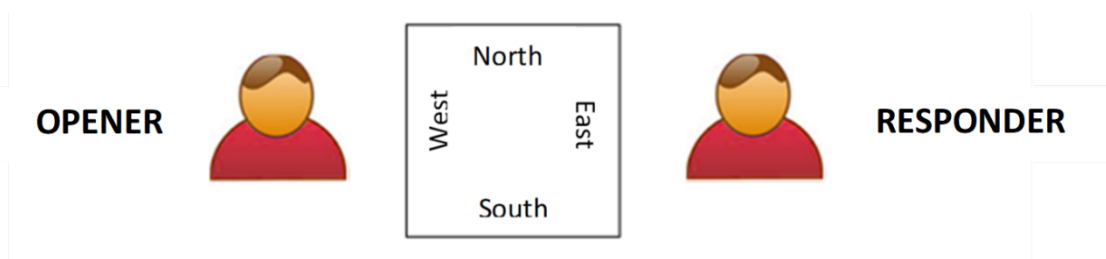 North
OPENER
West
East
RESPONDER
South